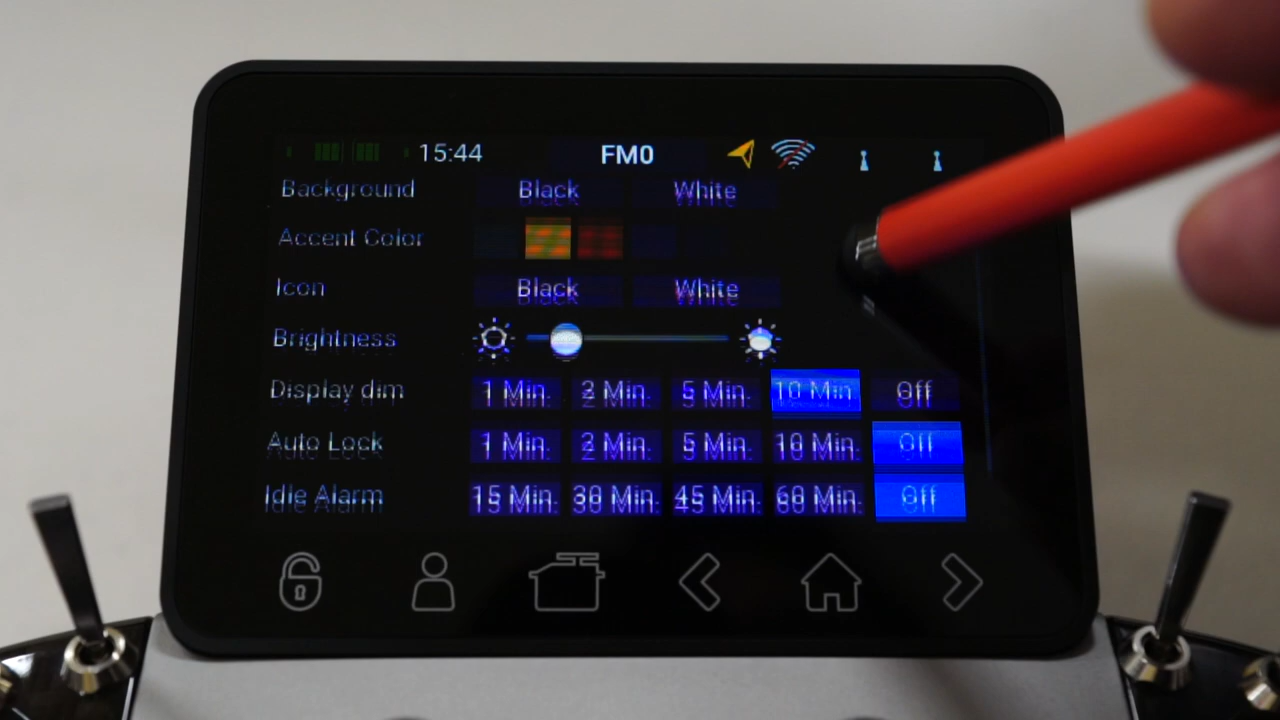 15:44 FM0
Background Black White
Accent Color
Icon Black White
Brightness
Display dim 1 Min. 2 Min. 5 Min. 10 Min Off
Auto Lock 1 Min. 2 Min. 5 Min. 10 Min. Off
Idle Alarm 15 Min. 30 Min. 45 Min. 60 Min. Off